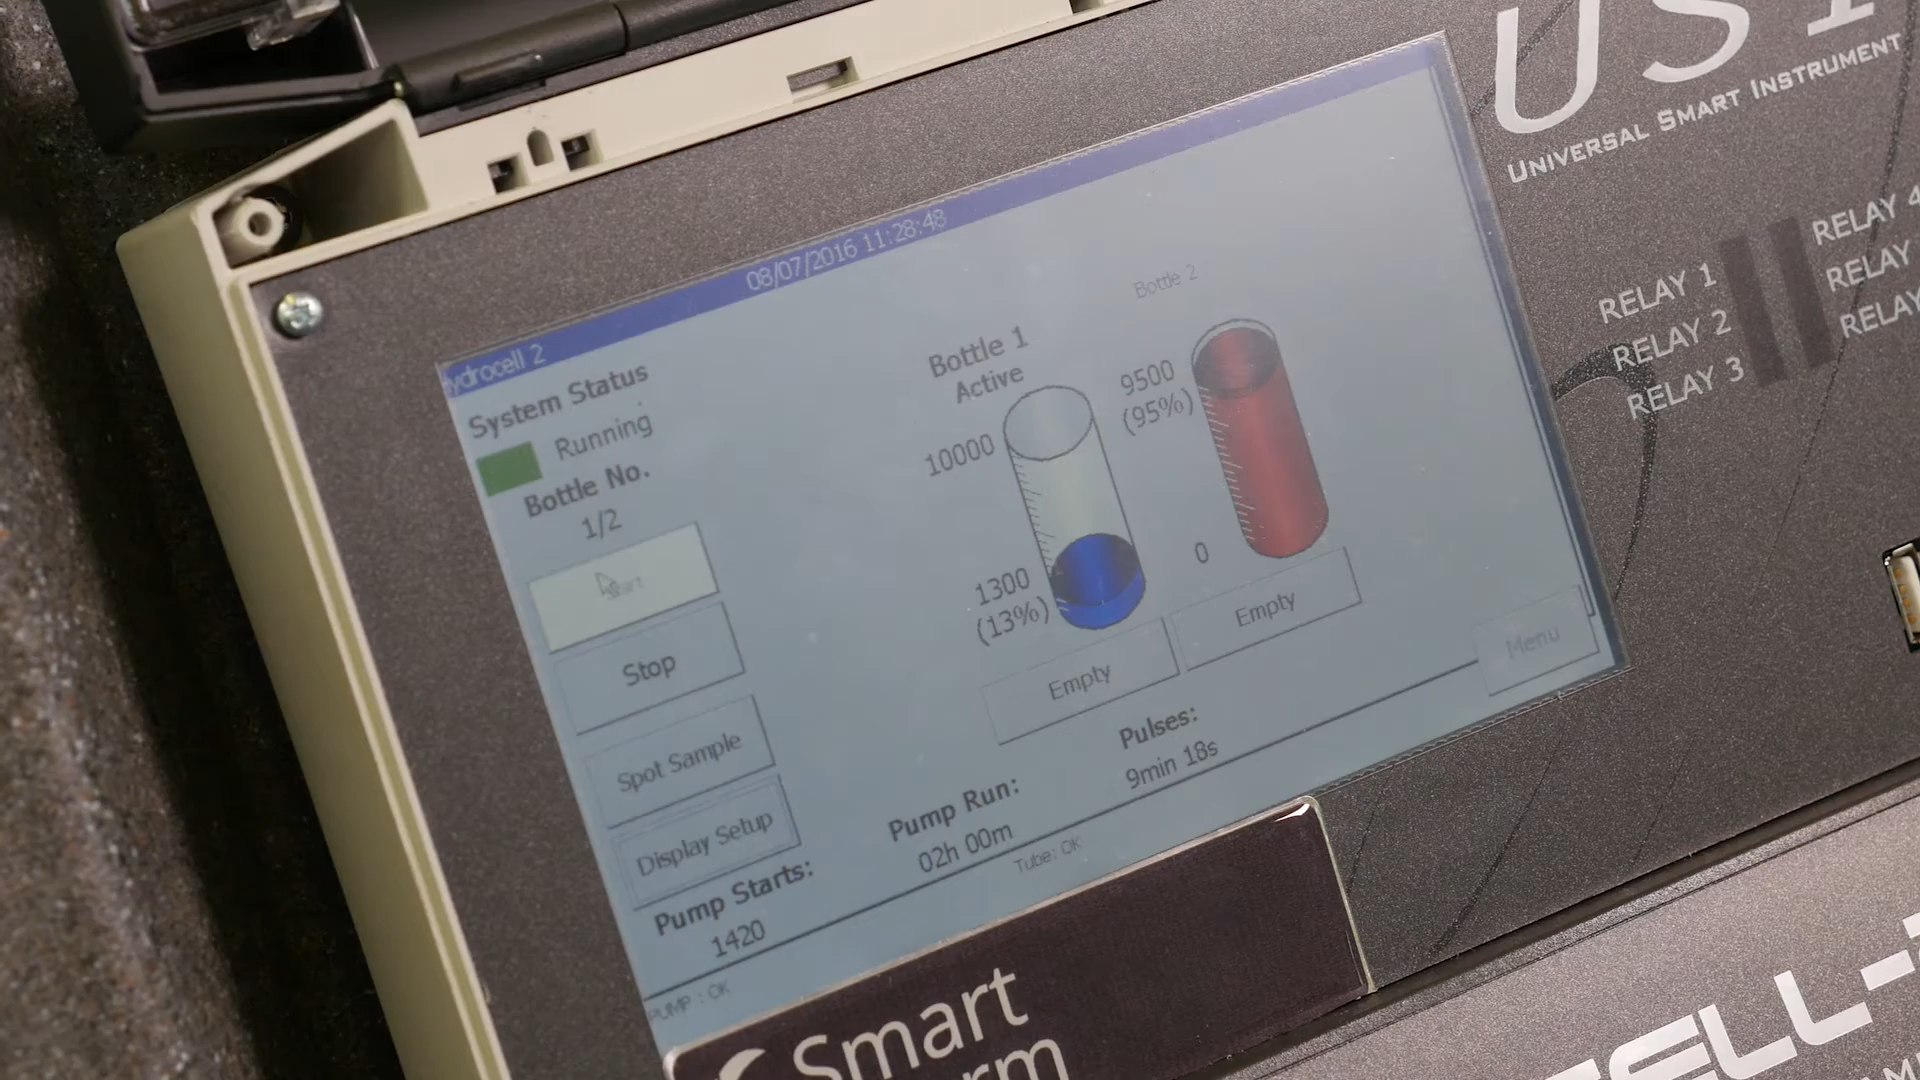 UNIVERSAL SMART INSTRUMENT
RELAY 1
RELAY 2
RELAY 3
RELAY 4
RELAY
RELAY
08/07/2016 11:28:48
ydrocell 2
System Status
Running
Bottle No.
1/2
Start
Stop
Spot Sample
Display Setup
Pump Starts:
1420
PUMP : OK
Bottle 1
Active
10000
1300
(13%)
Empty
Bottle 2
9500
(95%)
0
Empty
Pump Run:
02h 00m
Pulses:
9min 18s
Tube: OK
Menu
Smart